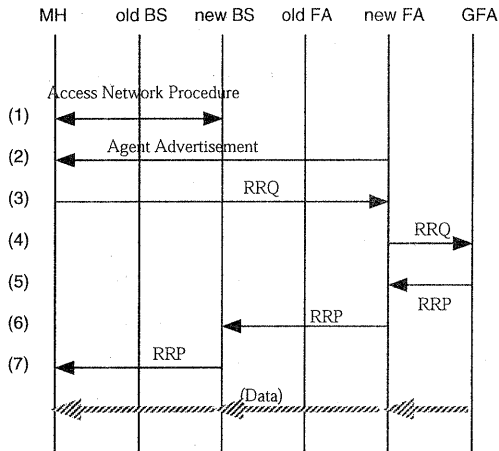 MH old BS new BS old FA new FA GFA
Access Network Procedure
(1)
Agent Advertisement
(2)
RRQ
(3)
RRQ
(4)
(5)
RRP
RRP
(6)
RRP
(7)
(Data)